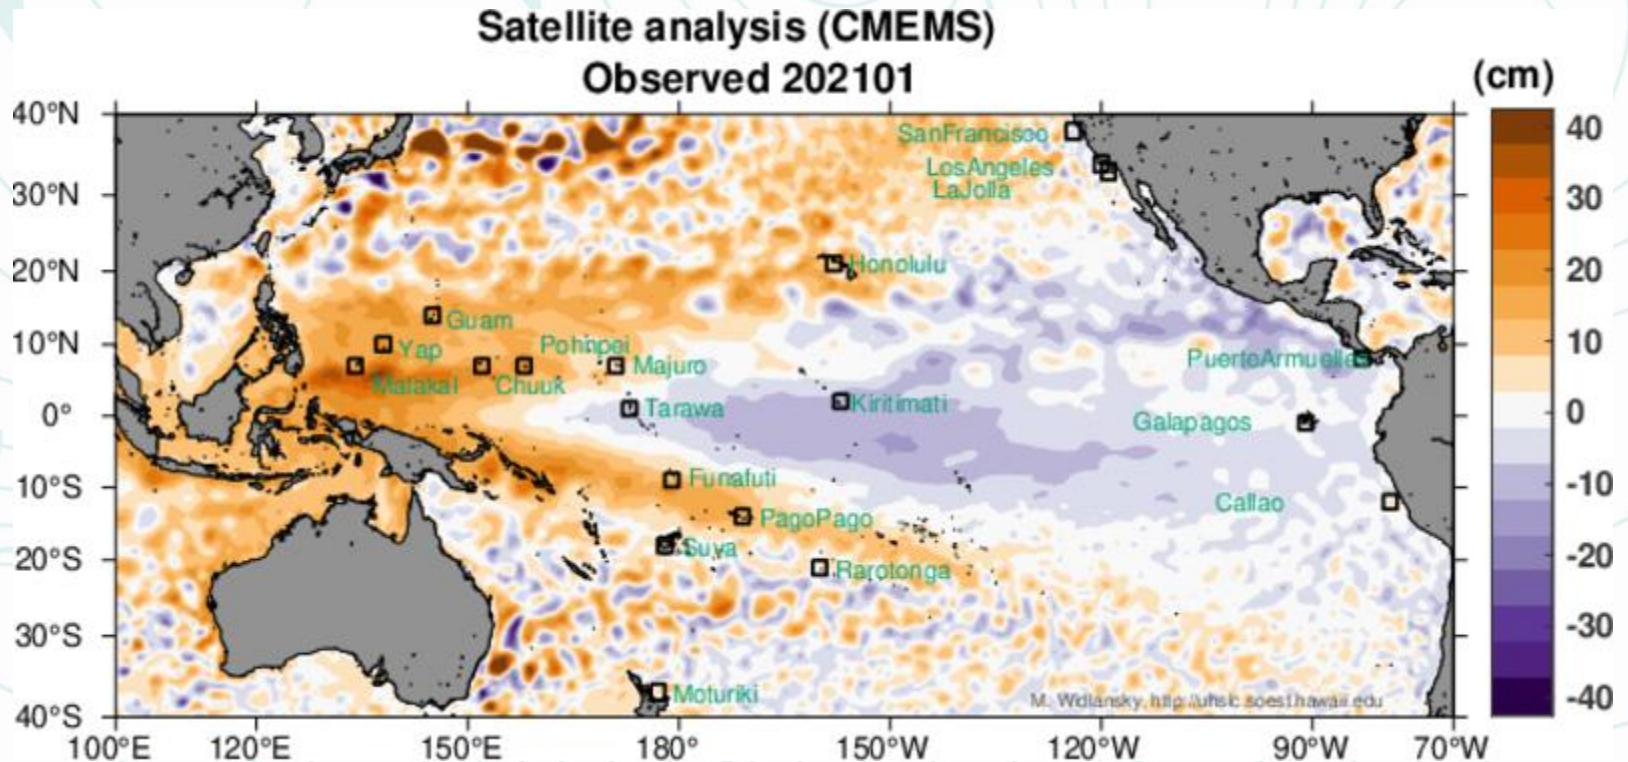 Satellite analysis (CMEMS)
Observed 202101
(cm)
40°N
30°N
20°N
10°N
0°
10°S
20°S
30°S
40°S
100°E 120°E 150°E 180° 150°W 120°W 90°W 70°W
40
30
20
10
0
-10
-20
-30
-40
SanFrancisco
LosAngeles
LaJolla
Honolulu
Guam
Yap
Pohnpei
Malakal
Chuuk
Majuro
PuertoArmuelle
Tarawa
Kiritimati
Galapagos
Funafuti
Callao
PagoPago
Suva
Rarotonga
Moturiki
M. Widlansky, http://uhslc.soest.hawaii.edu